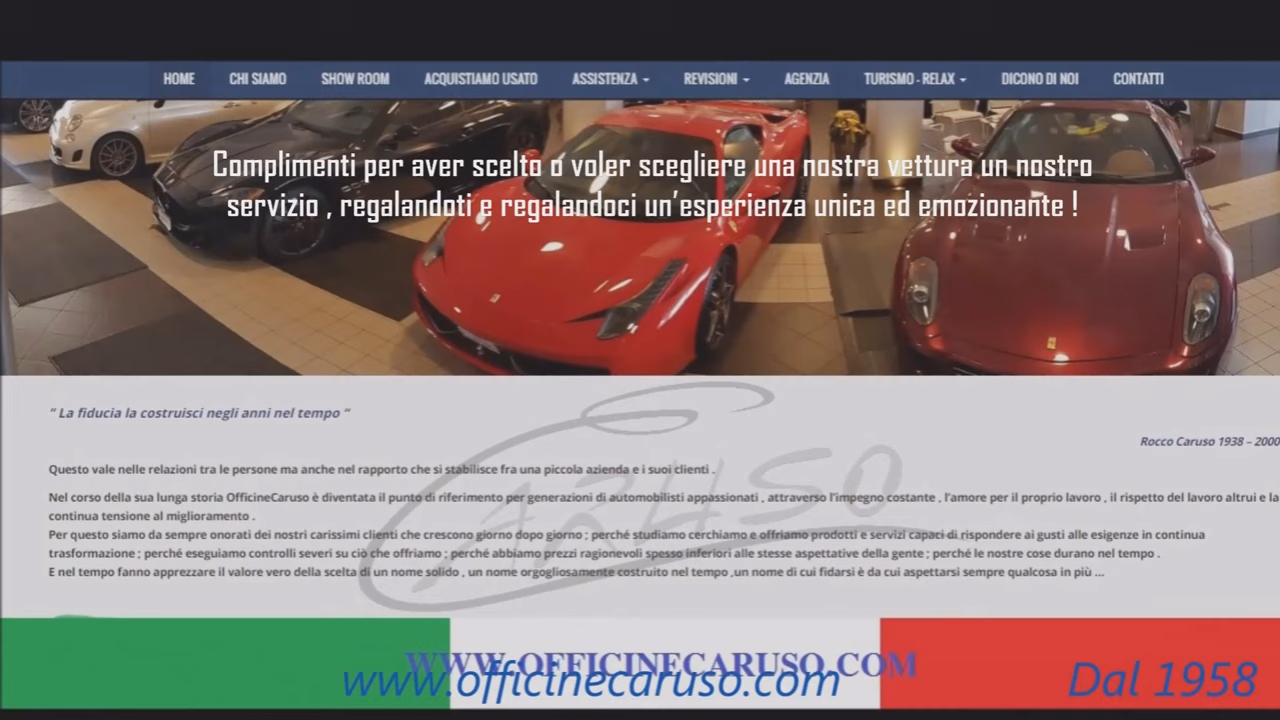 HOME CHI SIAMO SHOW ROOM ACQUISTIAMO USATO ASSISTENZA REVISIONI AGENZIA TURISMO - RELAX DICONO DI NOI CONTATTI
Complimenti per aver scelto o voler scegliere una nostra vettura un nostro
servizio , regalandoti e regalandoci un'esperienza unica ed emozionante !
" La fiducia la costruisci negli anni nel tempo "
Rocco Caruso 1938 – 2000
Questo vale nelle relazioni tra le persone ma anche nel rapporto che si stabilisce fra una piccola azienda e i suoi clienti .
Nel corso della sua lunga storia OfficineCaruso è diventata il punto di riferimento per generazioni di automobilisti appassionati , attraverso l'impegno costante , l'amore per il proprio lavoro , il rispetto del lavoro altrui e la
continua tensione al miglioramento .
Per questo siamo da sempre onorati dei nostri carissimi clienti che crescono giorno dopo giorno ; perché studiamo cerchiamo e offriamo prodotti e servizi capaci di rispondere ai gusti alle esigenze in continua
trasformazione ; perché eseguiamo controlli severi su ciò che offriamo ; perché abbiamo prezzi ragionevoli spesso inferiori alle stesse aspettative della gente ; perché le nostre cose durano nel tempo .
E nel tempo fanno apprezzare il valore vero della scelta di un nome solido , un nome orgogliosamente costruito nel tempo ,un nome di cui fidarsi è da cui aspettarsi sempre qualcosa in più ...
CARUSO
WWW.OFFICINECARUSO.COM
www.officinecaruso.com
Dal 1958